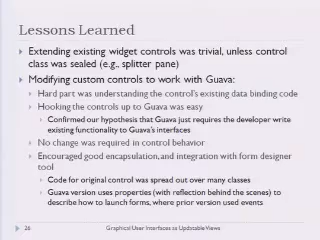 Lessons Learned
Extending existing widget controls was trivial, unless control
class was sealed (e.g., splitter pane)
Modifying custom controls to work with Guava:
Hard part was understanding the control's existing data binding code
Hooking the controls up to Guava was easy
Confirmed our hypothesis that Guava just requires the developer write
existing functionality to Guava's interfaces
No change was required in control behavior
Encouraged good encapsulation, and integration with form designer
tool
Code for original control was spread out over many classes
Guava version uses properties (with reflection behind the scenes) to
describe how to launch forms, where prior version used events
26 Graphical User Interfaces as Updatable Views